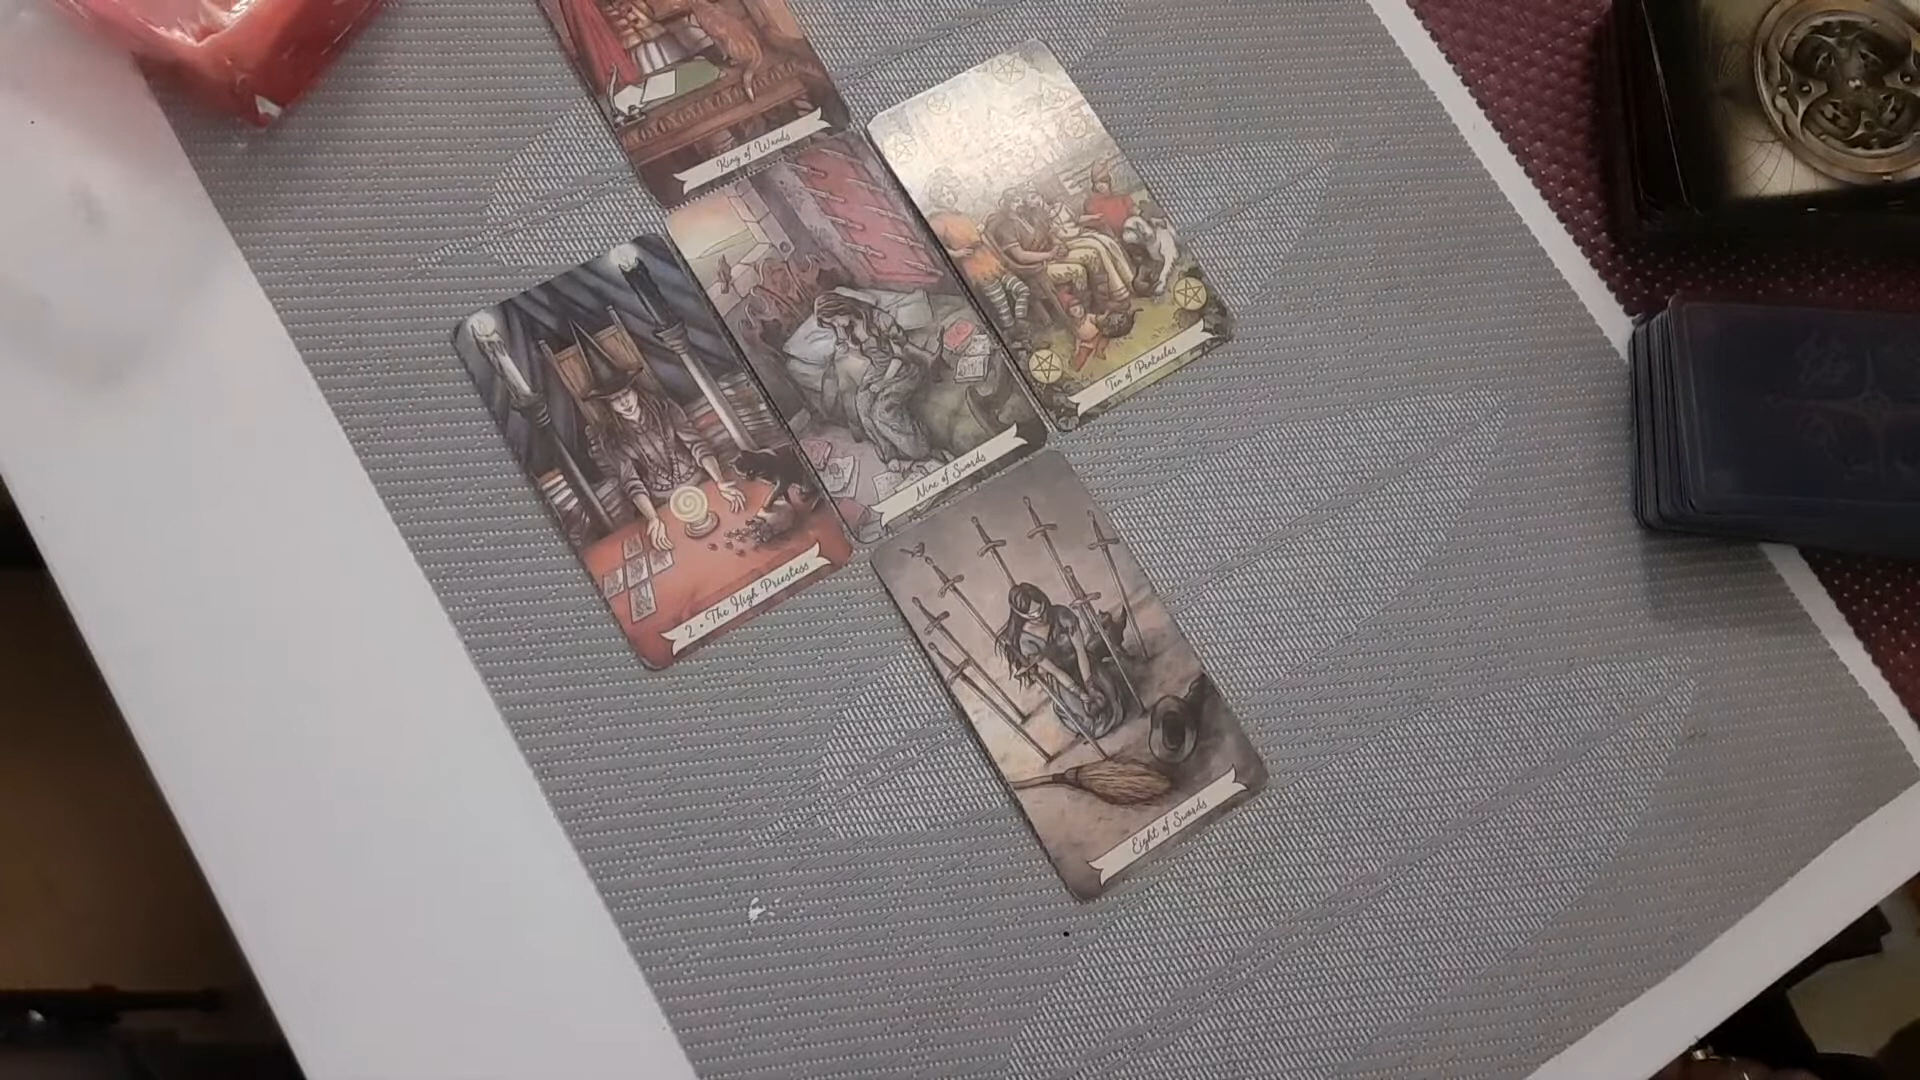 King of Wands
Ten of Pentacles
Nine of Swords
2 • The High Priestess
Eight of Swords